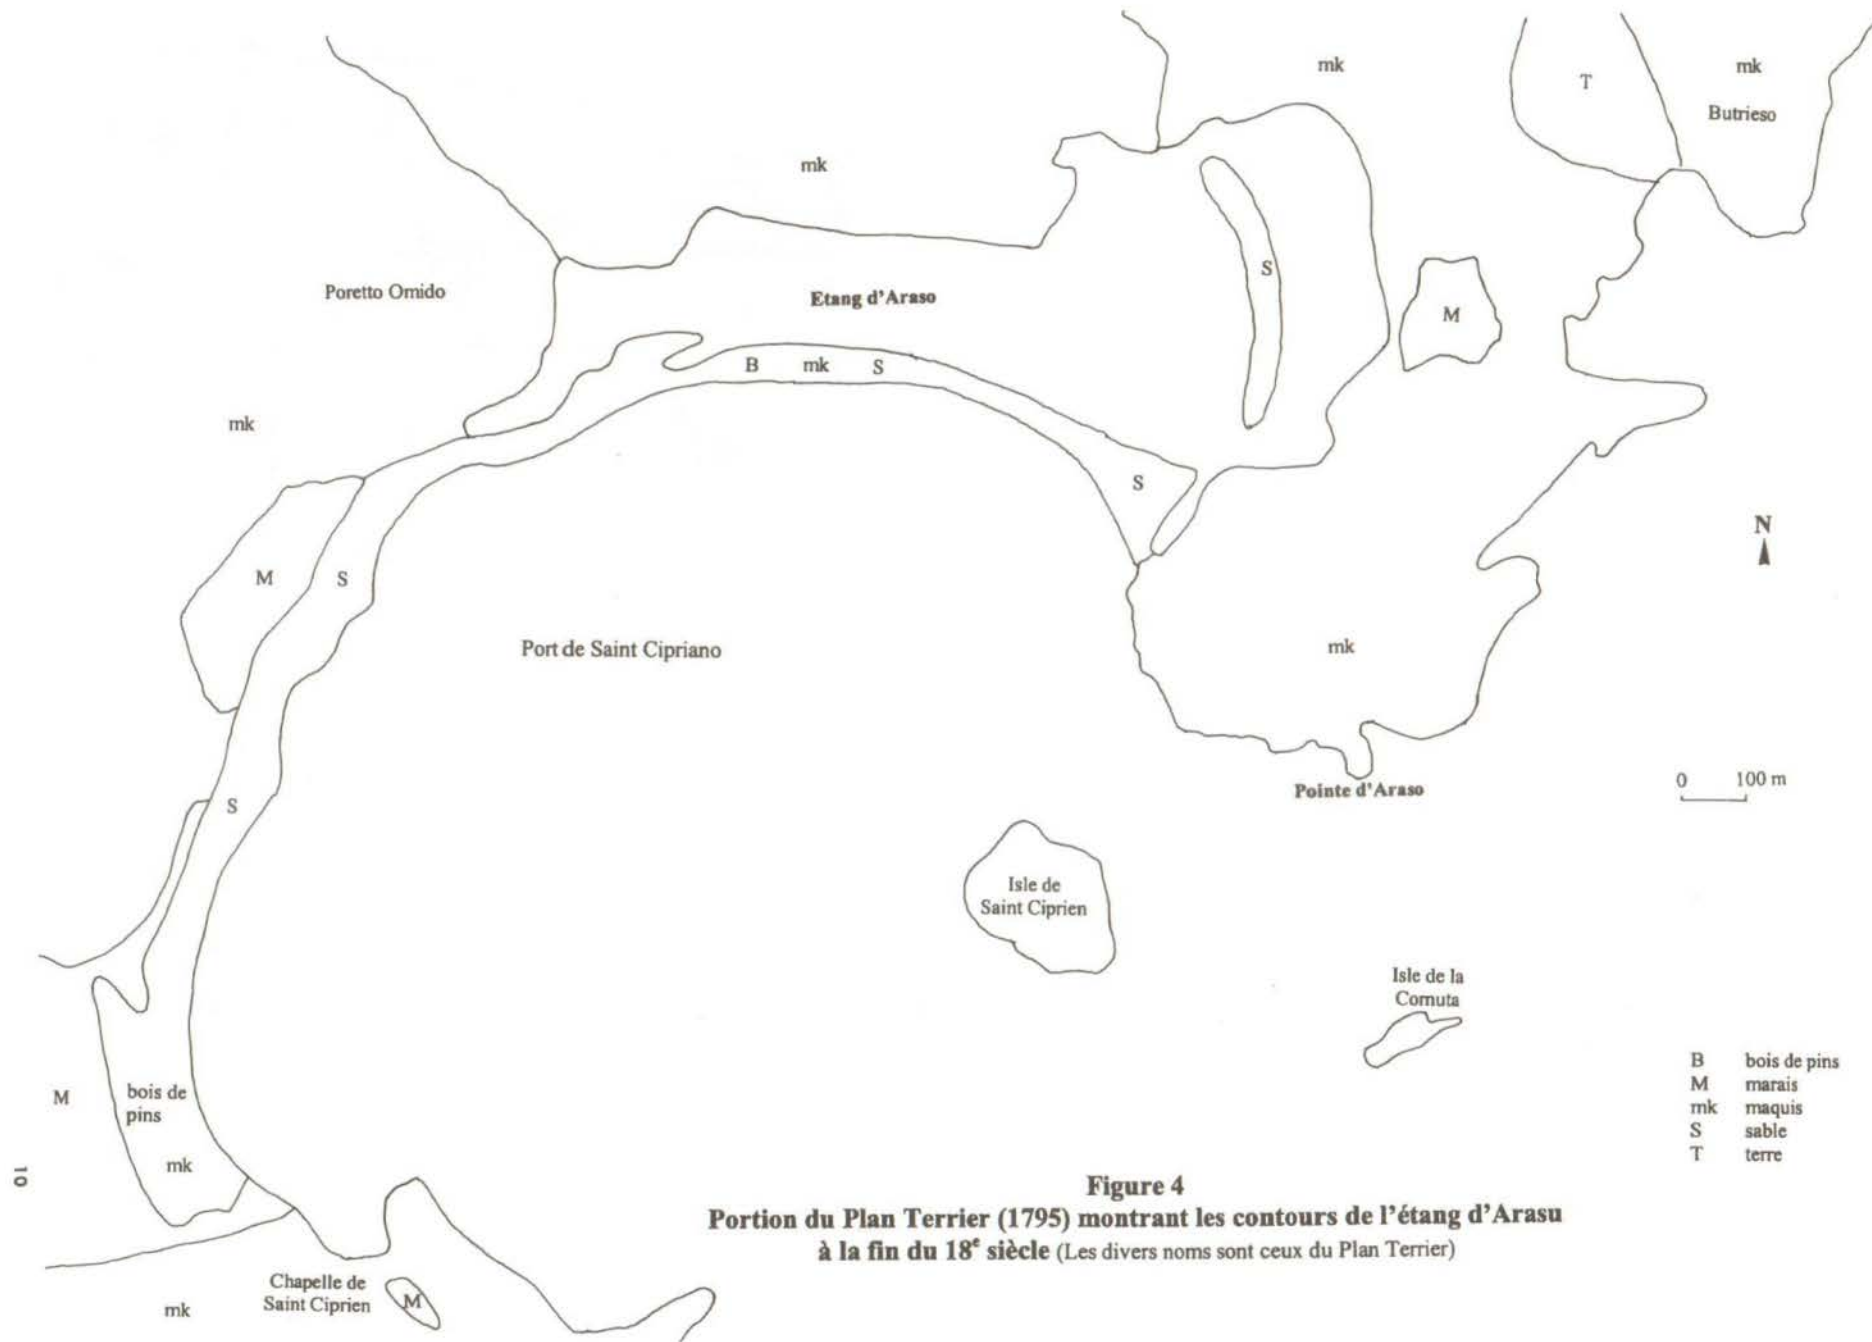 mk
T
mk
Butrieso
mk
S
Poretto Omido
Etang d'Araso
M
B mk S
mk
S
N
M
S
Port de Saint Cipriano
mk
0 100 m
Pointe d'Araso
S
Isle de
Saint Ciprien
Isle de la
Cornuta
M
bois de
pins
mk
B bois de pins
M marais
mk maquis
S sable
T terre
10
Figure 4
Portion du Plan Terrier (1795) montrant les contours de l'étang d'Arasu
à la fin du 18e siècle (Les divers noms sont ceux du Plan Terrier)
Chapelle de
Saint Ciprien
M
mk